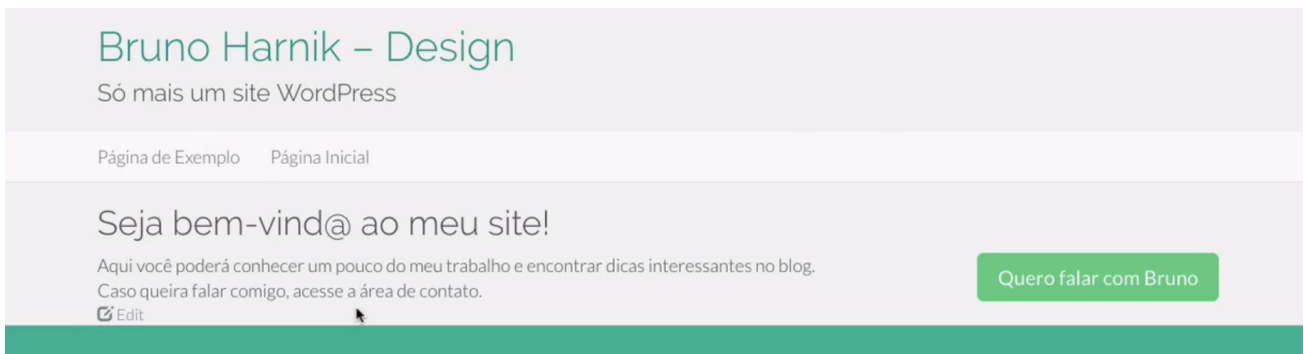 Bruno Harnik – Design
Só mais um site WordPress
Página de Exemplo Página Inicial
Seja bem-vind@ ao meu site!
Aqui você poderá conhecer um pouco do meu trabalho e encontrar dicas interessantes no blog.
Caso queira falar comigo, acesse a área de contato.
Edit
Quero falar com Bruno